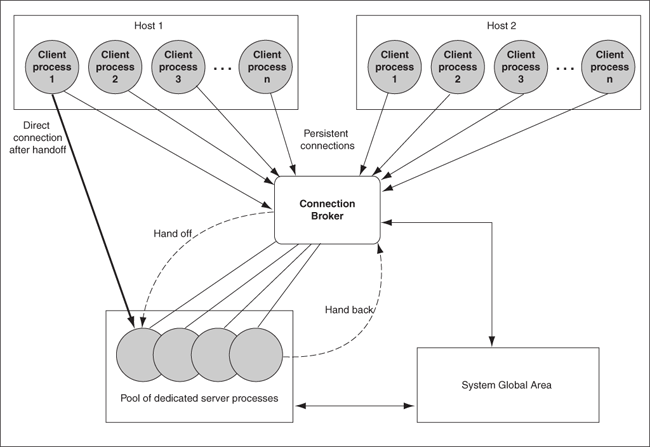 Host 1
Host 2
Client
process
1
Client
process
2
Client
process
3
...
Client
process
n
Client
process
1
Client
process
2
Client
process
3
...
Client
process
n
Direct
connection
after handoff
Persistent
connections
Connection
Broker
Hand off
Hand back
Pool of dedicated server processes
System Global Area